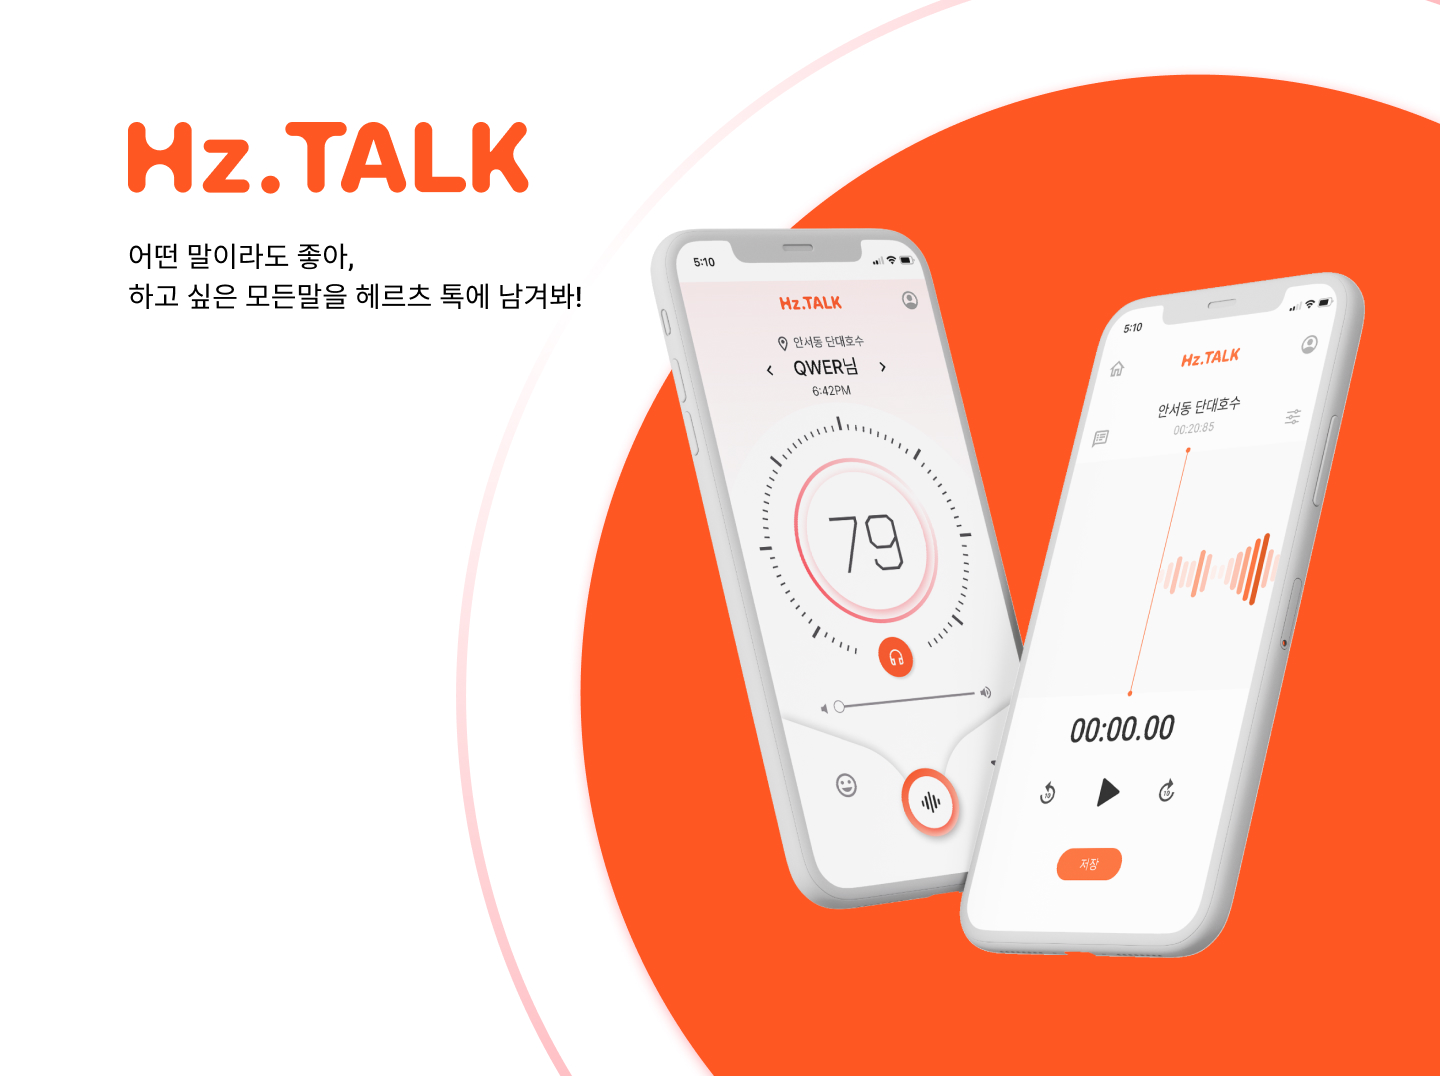 Hz.TALK
어떤 말이라도 좋아,
하고 싶은 모든말을 헤르츠 톡에 남겨봐!
5:10
Hz.TALK
안서동 단대호수
QWER님
6:42PM
79
5:10
Hz.TALK
안서동 단대호수
00:20:85
00:00.00
10
10
저장